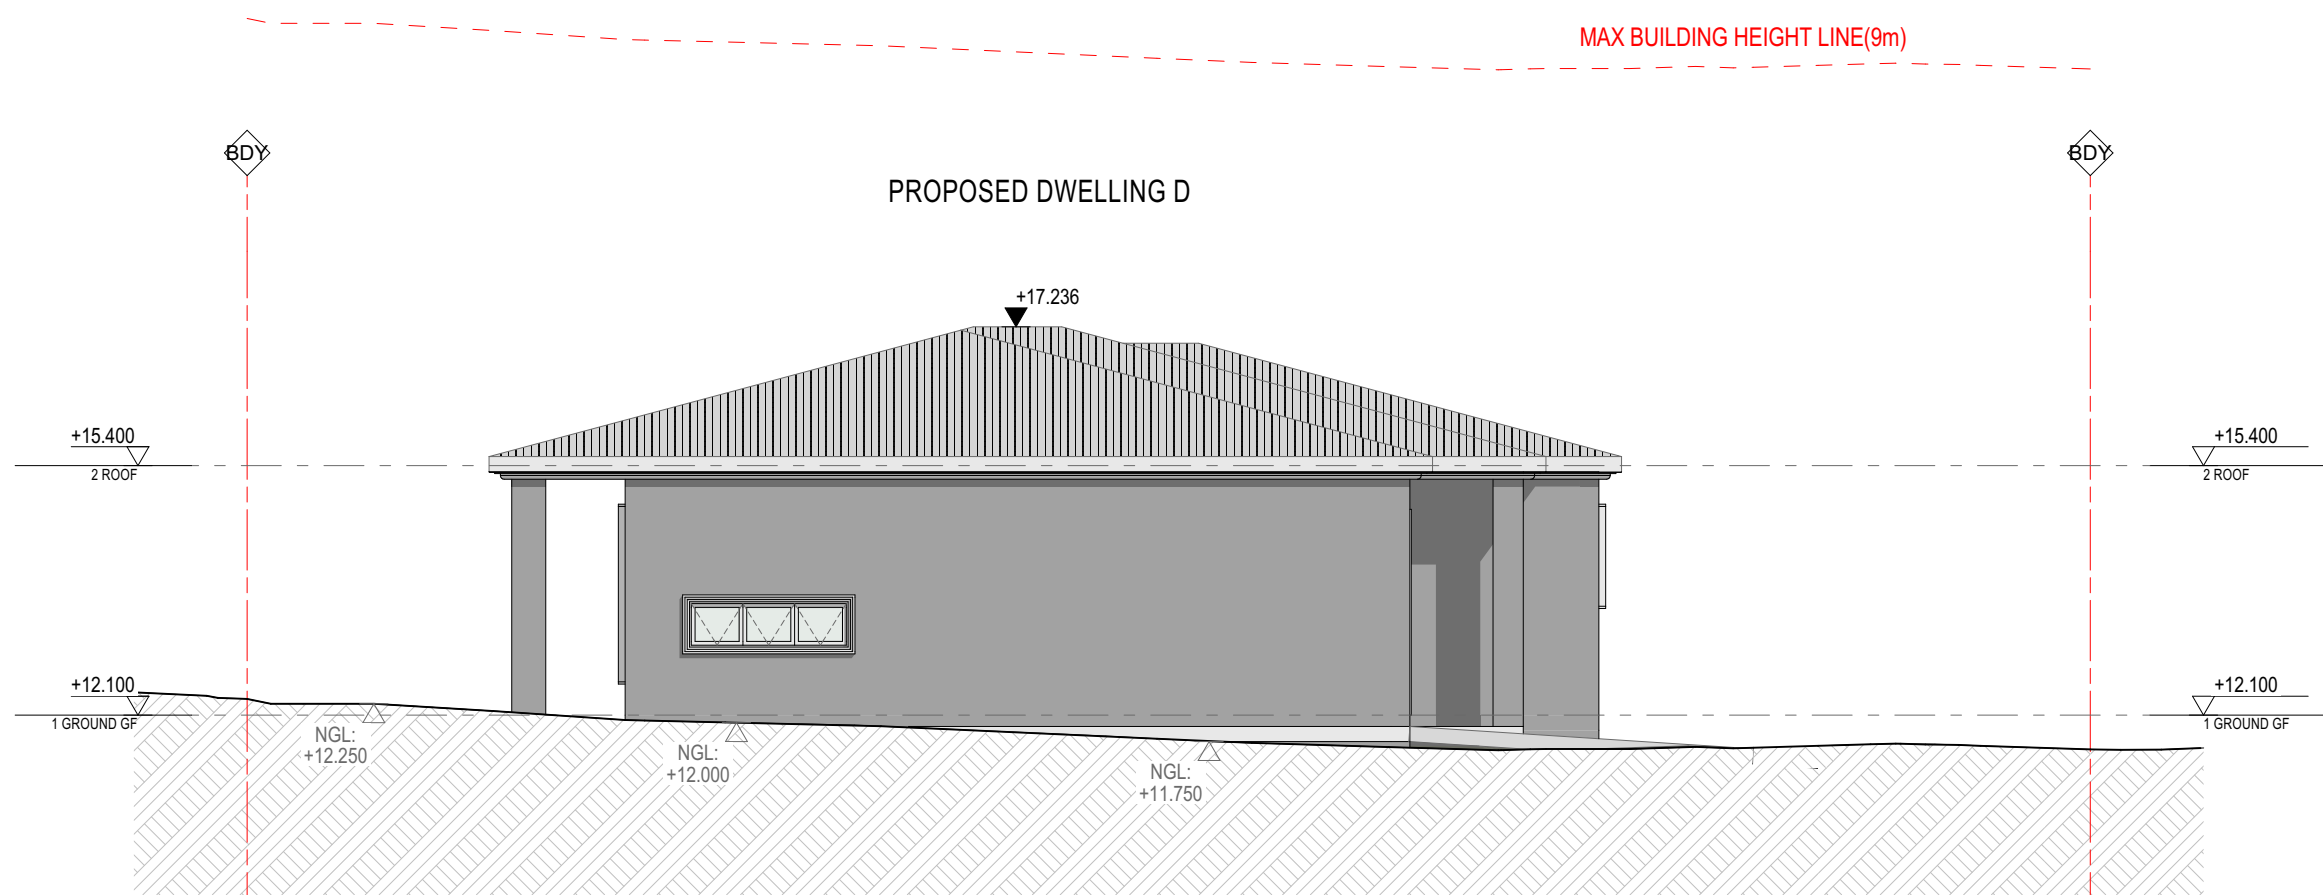 MAX BUILDING HEIGHT LINE(9m)
BDY
BDY
PROPOSED DWELLING D
+17.236
+15.400
2 ROOF
+15.400
2 ROOF
+12.100
1 GROUND GF
+12.100
1 GROUND GF
NGL:
+12.250
NGL:
+12.000
NGL:
+11.750